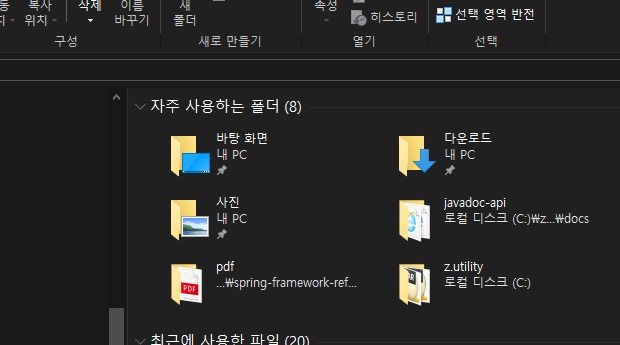 동 복사 삭제 이름 새 속성
치 위치 바꾸기 폴더 히스토리 선택 영역 반전
구성 새로 만들기 열기 선택
자주 사용하는 폴더 (8)
바탕 화면
내 PC
다운로드
내 PC
사진
내 PC
javadoc-api
로컬 디스크 (C:)₩z...₩docs
pdf
...₩spring-framework-ref...
z.utility
로컬 디스크 (C:)
최근에 사용한 파일 (20)
PDF